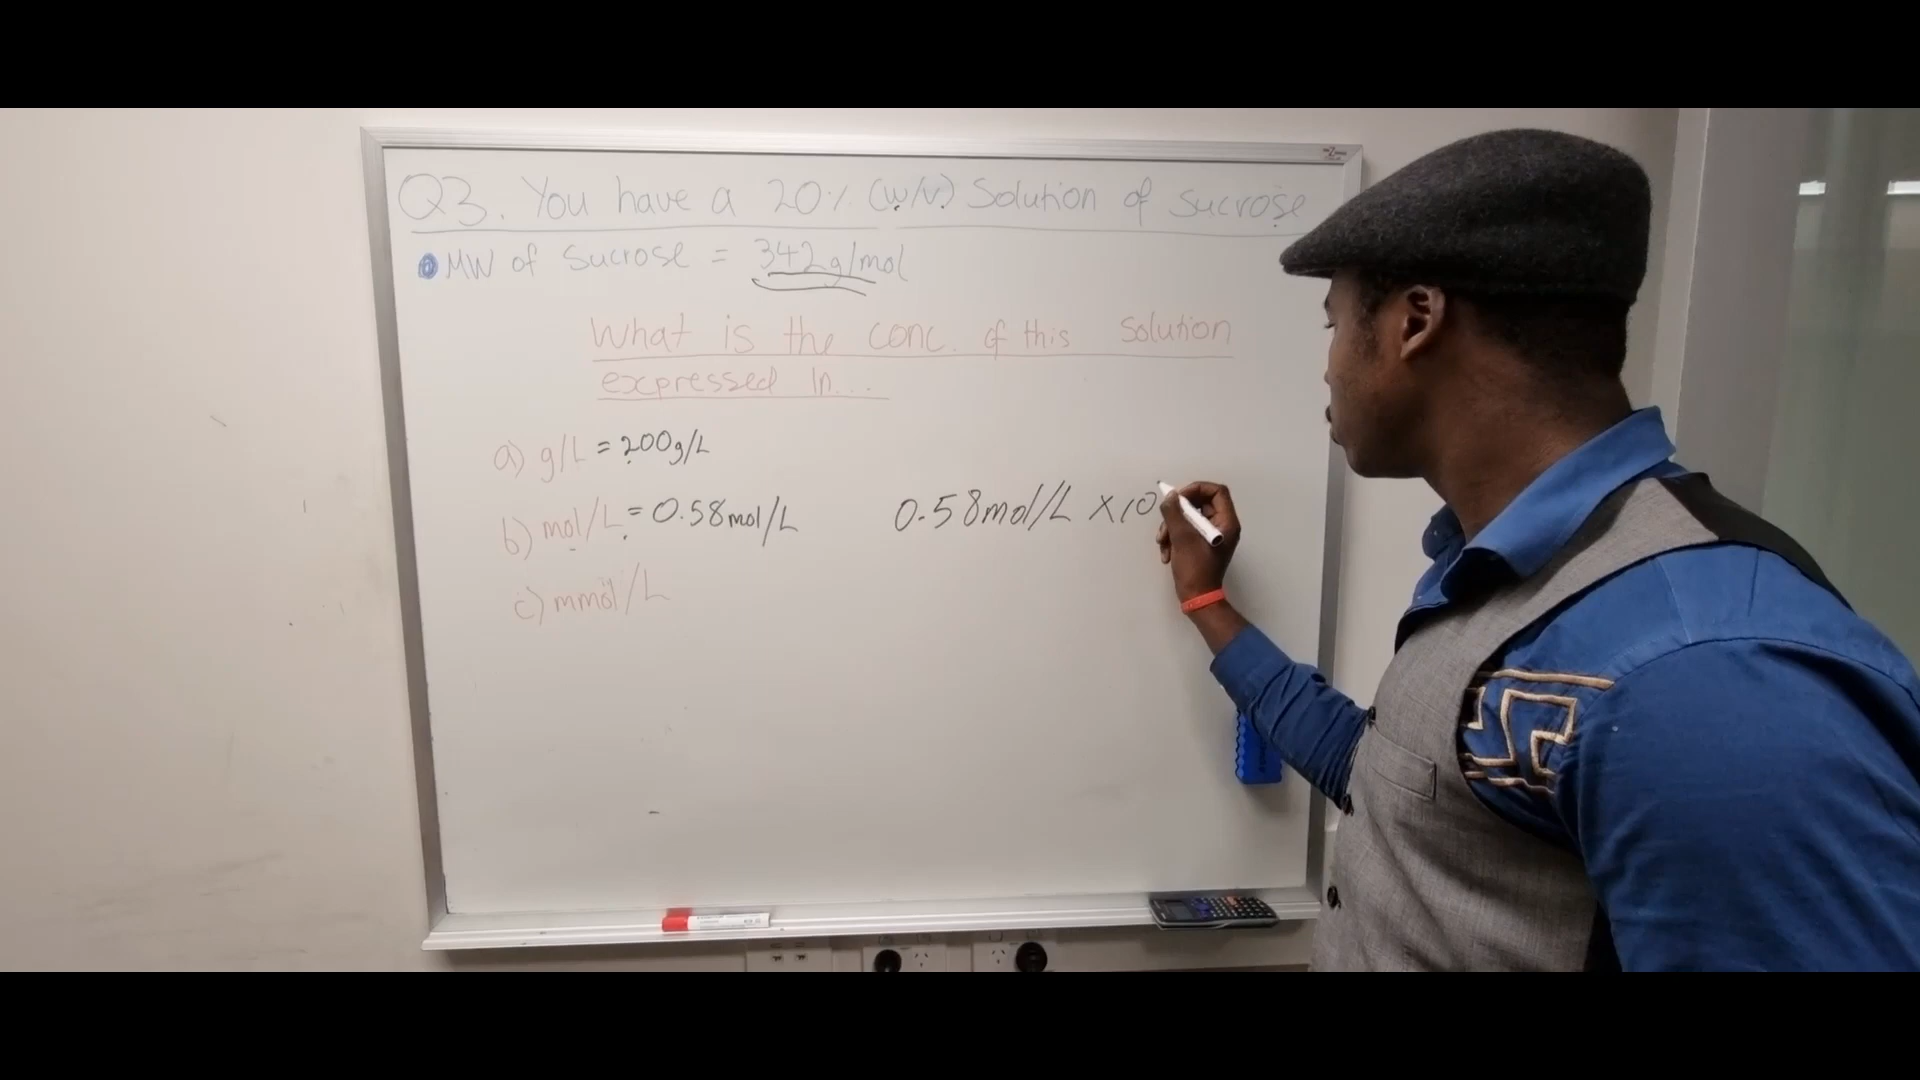 Q3. You have a 20% (w/v) Solution of sucrose
MW of sucrose = 342g/mol
What is the conc. of this solution
expressed in...
a) g/L = 200g/L
b) mol/L = 0.58mol/L
0.58mol/L x 10
c) mmol/L